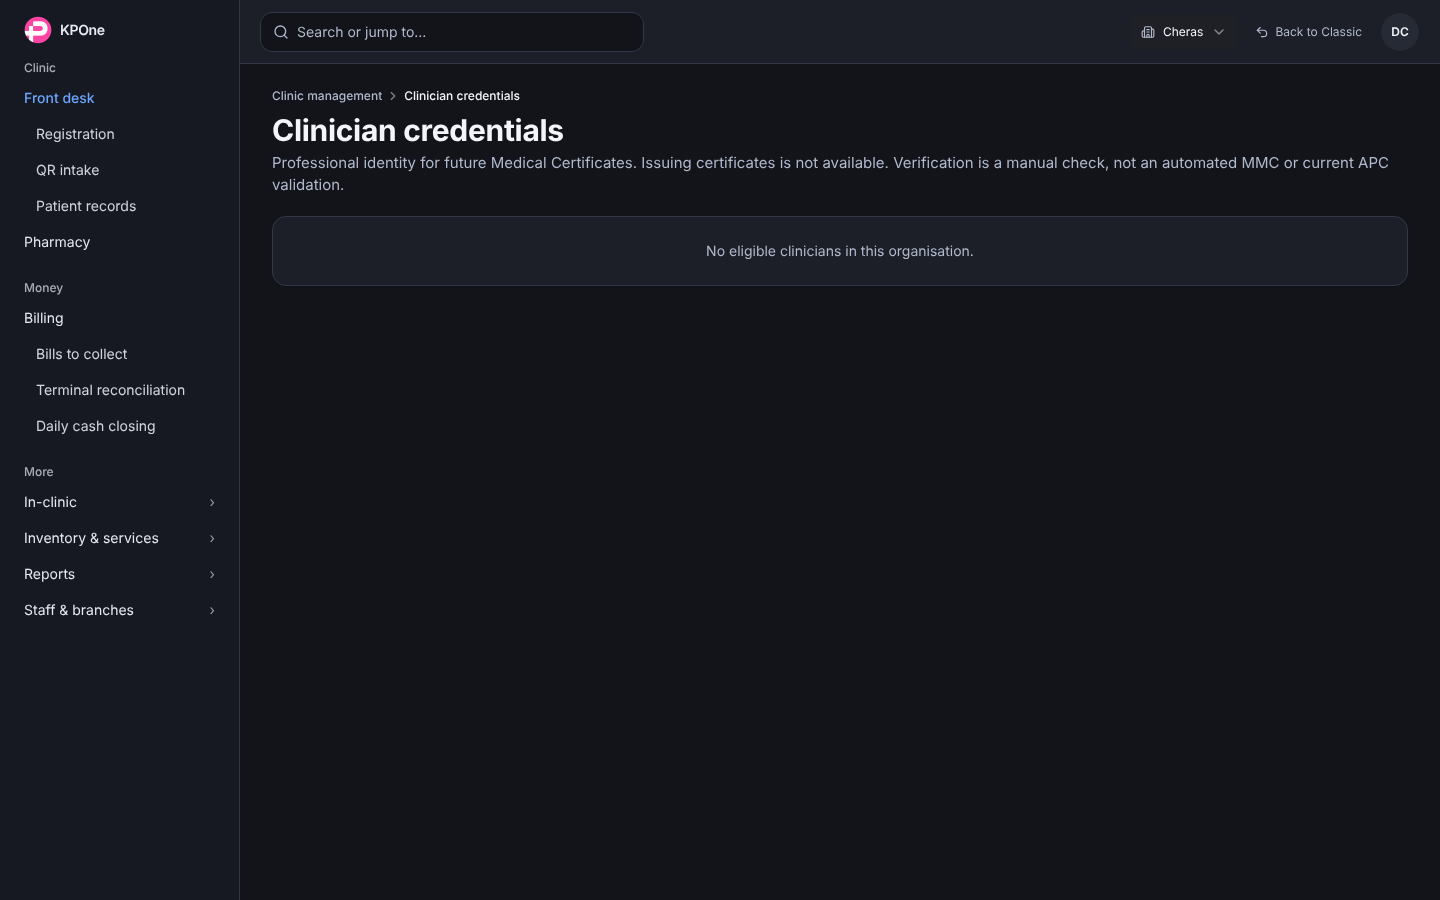 KPOne
Clinic
Front desk
Registration
QR intake
Patient records
Pharmacy
Money
Billing
Bills to collect
Terminal reconciliation
Daily cash closing
More
In-clinic
Inventory & services
Reports
Staff & branches
Search or jump to...
Cheras
Back to Classic
DC
Clinic management > Clinician credentials
Clinician credentials
Professional identity for future Medical Certificates. Issuing certificates is not available. Verification is a manual check, not an automated MMC or current APC
validation.
No eligible clinicians in this organisation.